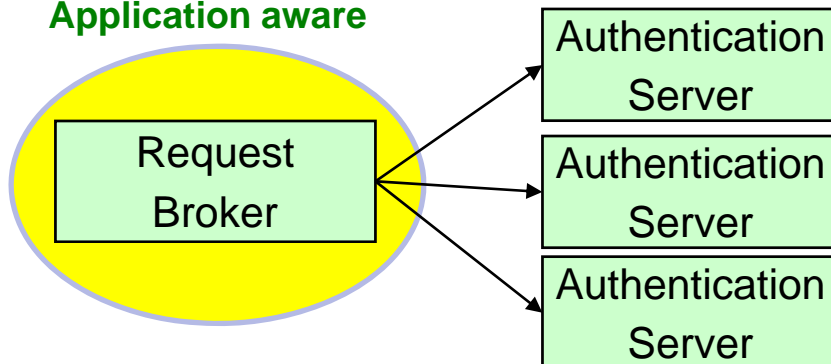 Application aware
Request
Broker
Authentication
Server
Authentication
Server
Authentication
Server